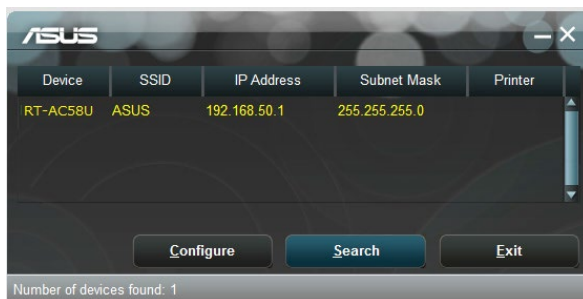 ASUS
Device SSID IP Address Subnet Mask Printer
RT-AC58U ASUS 192.168.50.1 255.255.255.0
Configure Search Exit
Number of devices found: 1